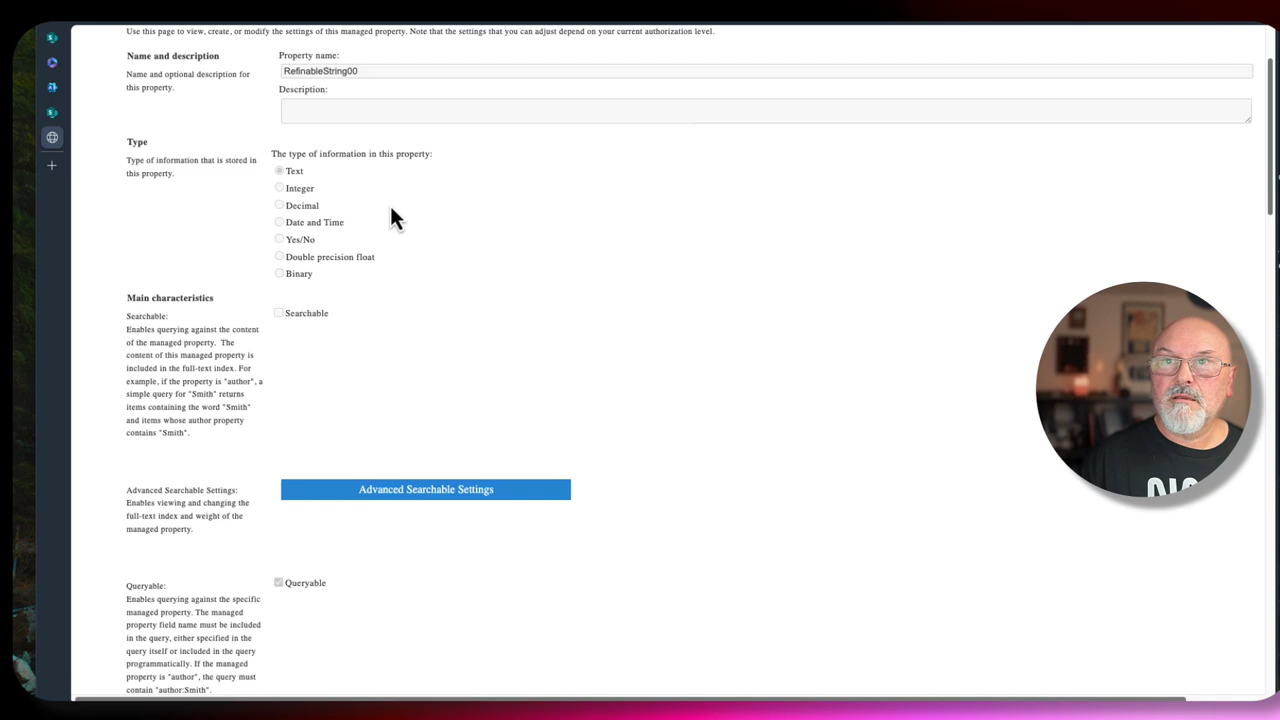 Use this page to view, create, or modify the settings of this managed property. Note that the settings that you can adjust depend on your current authorization level.
Name and description
Name and optional description for
this property.
Property name:
RefinableString00
Description:
Type
Type of information that is stored in
this property.
The type of information in this property:
Text
Integer
Decimal
Date and Time
Yes/No
Double precision float
Binary
Main characteristics
Searchable:
Enables querying against the content
of the managed property. The
content of this managed property is
included in the full-text index. For
example, if the property is "author", a
simple query for "Smith" returns
items containing the word "Smith"
and items whose author property
contains "Smith".
Searchable
Advanced Searchable Settings:
Enables viewing and changing the
full-text index and weight of the
managed property.
Advanced Searchable Settings
Queryable:
Enables querying against the specific
managed property. The managed
property field name must be included
in the query, either specified in the
query itself or included in the query
programmatically. If the managed
property is "author", the query must
contain "author:Smith".
Queryable